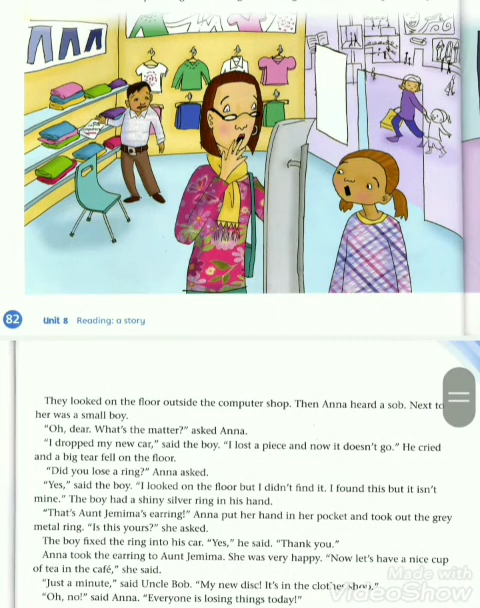 82 Unit 8 Reading: a story
They looked on the floor outside the computer shop. Then Anna heard a sob. Next to
her was a small boy.
"Oh, dear. What's the matter?" asked Anna.
"I dropped my new car," said the boy. "I lost a piece and now it doesn't go." He cried
and a big tear fell on the floor.
"Did you lose a ring?" Anna asked.
"Yes," said the boy. "I looked on the floor but I didn't find it. I found this but it isn't
mine." The boy had a shiny silver ring in his hand.
"That's Aunt Jemima's earring!" Anna put her hand in her pocket and took out the grey
metal ring. "Is this yours?" she asked.
The boy fixed the ring into his car. "Yes," he said. "Thank you."
Anna took the earring to Aunt Jemima. She was very happy. "Now let's have a nice cup
of tea in the café," she said.
"Just a minute," said Uncle Bob. "My new disc! It's in the clothes shop."
"Oh, no!" said Anna. "Everyone is losing things today!"
Made with
VideoShow